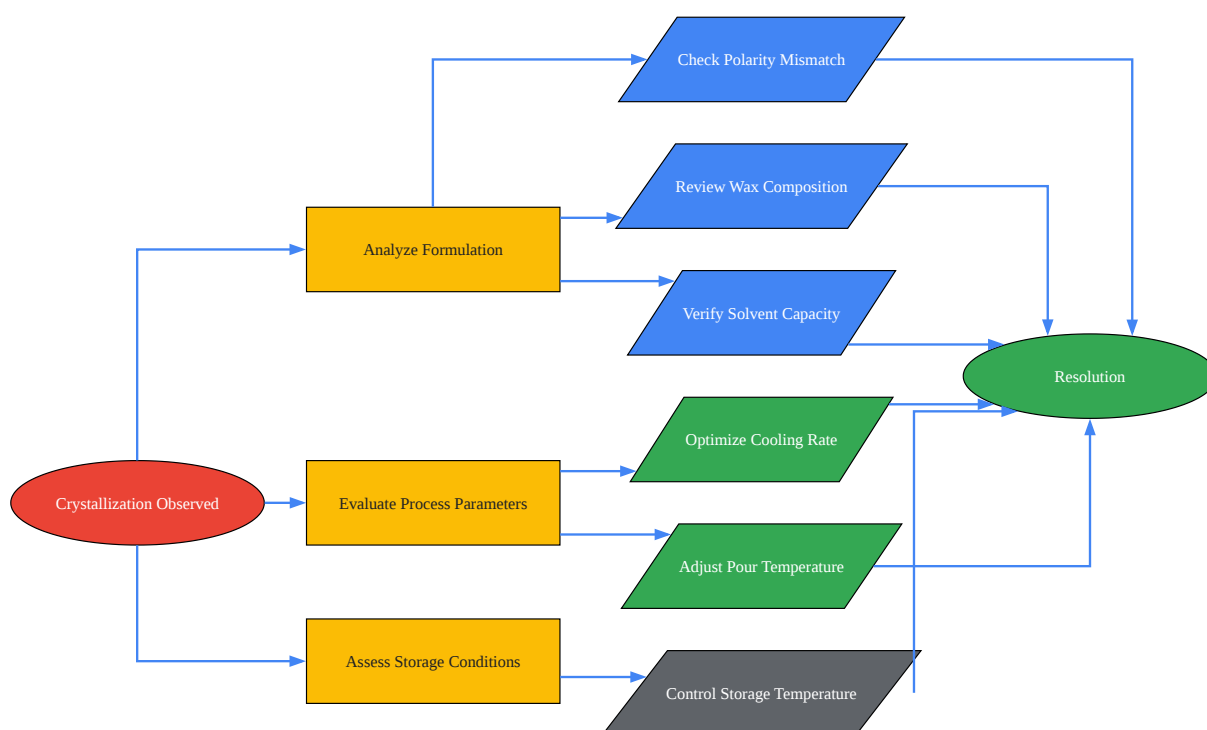 Check Polarity Mismatch
Review Wax Composition
Analyze Formulation
Verify Solvent Capacity
Resolution
Optimize Cooling Rate
Crystallization Observed
Evaluate Process Parameters
Adjust Pour Temperature
Assess Storage Conditions
Control Storage Temperature